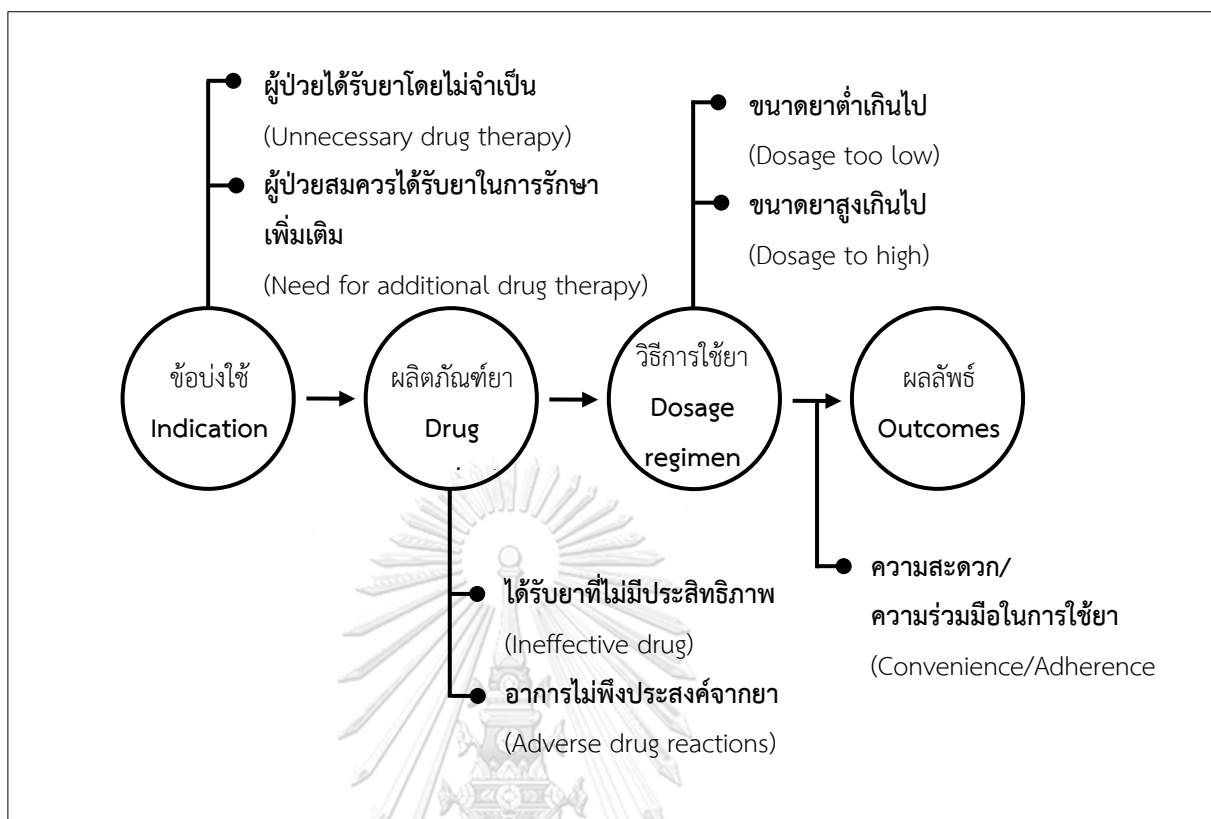 ผู้ป่วยได้รับยาโดยไม่จำเป็น
(Unnecessary drug therapy)
ผู้ป่วยสมควรได้รับยาในการรักษา
เพิ่มเติม
(Need for additional drug therapy)
ขนาดยาต่ำเกินไป
(Dosage too low)
ขนาดยาสูงเกินไป
(Dosage to high)
ข้อบ่งใช้
Indication
ผลิตภัณฑ์ยา
Drug
วิธีการใช้ยา
Dosage
regimen
ผลลัพธ์
Outcomes
ได้รับยาที่ไม่มีประสิทธิภาพ
(Ineffective drug)
อาการไม่พึงประสงค์จากยา
(Adverse drug reactions)
ความสะดวก/
ความร่วมมือในการใช้ยา
(Convenience/Adherence